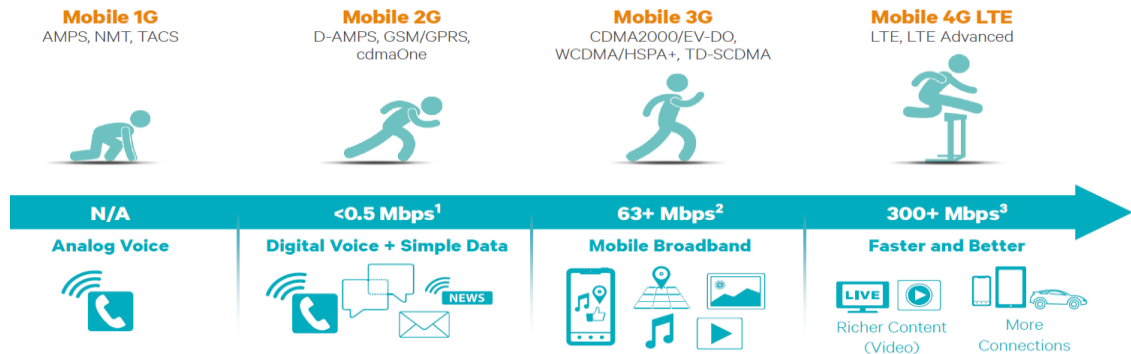 Mobile 1G
AMPS, NMT, TACS
Mobile 2G
D-AMPS, GSM/GPRS,
cdmaOne
Mobile 3G
CDMA2000/EV-DO,
WCDMA/HSPA+, TD-SCDMA
Mobile 4G LTE
LTE, LTE Advanced
N/A
<0.5 Mbps¹
63+ Mbps²
300+ Mbps³
Analog Voice
Digital Voice + Simple Data
NEWS
Mobile Broadband
Faster and Better
LIVE
Richer Content
(Video)
More
Connections